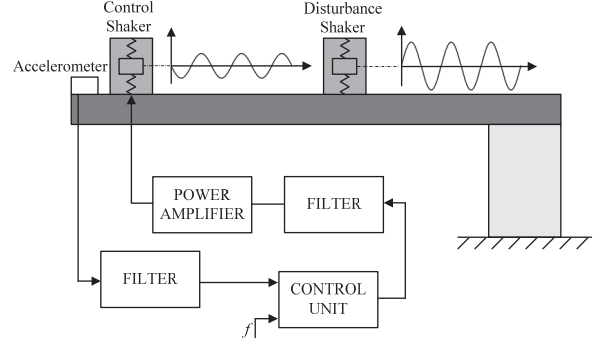 Control
Shaker
Disturbance
Shaker
Accelerometer
POWER
AMPLIFIER
FILTER
FILTER
CONTROL
UNIT
f